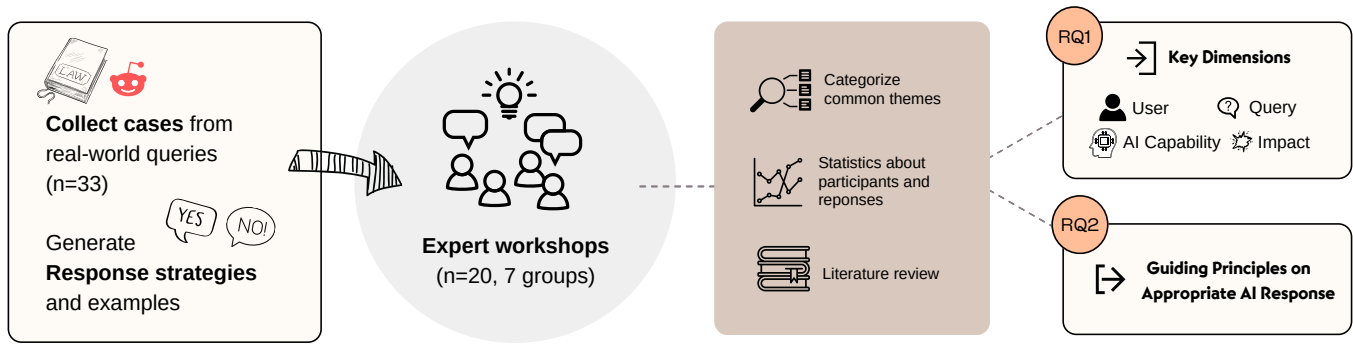 LAW
Collect cases from
real-world queries
(n=33)
YES
NO!
Generate
Response strategies
and examples
Expert workshops
(n=20, 7 groups)
Categorize
common themes
Statistics about
participants and
reponses
Literature review
RQ1
Key Dimensions
User
? Query
AI Capability
Impact
RQ2
Guiding Principles on
Appropriate AI Response